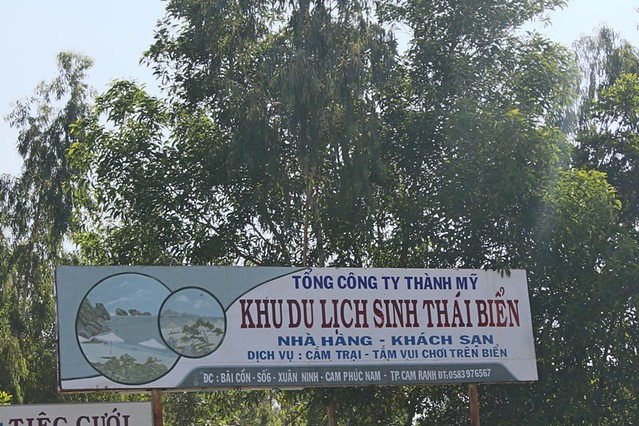 TỔNG CÔNG TY THÀNH MỸ
KHU DU LỊCH SINH THÁI BIỂN
NHÀ HÀNG - KHÁCH SẠN
DỊCH VỤ : CẮM TRẠI - TẮM VUI CHƠI TRÊN BIỂN
ĐC : BÃI CỒN - SỐ6 - XUÂN NINH - CAM PHÚC NAM - TP.CAM RANH ĐT: 0583 976567
TIỆC CƯỚI